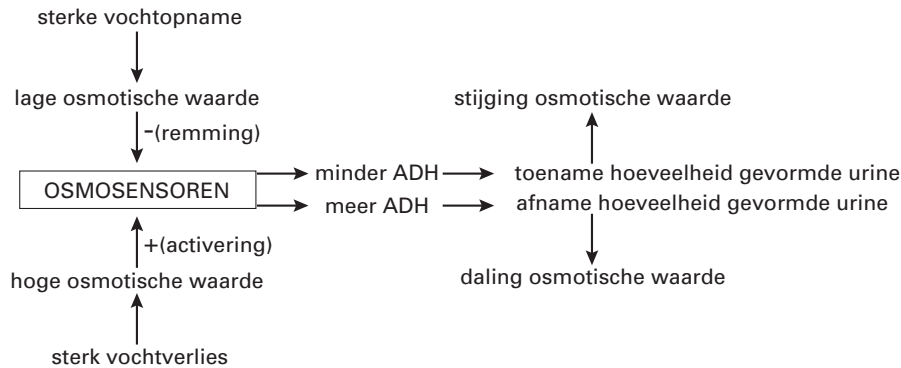 sterke vochtopname
lage osmotische waarde
stijging osmotische waarde
-(remming)
OSMOSENSOREN
minder ADH
toename hoeveelheid gevormde urine
meer ADH
afname hoeveelheid gevormde urine
+(activering)
hoge osmotische waarde
daling osmotische waarde
sterk vochtverlies